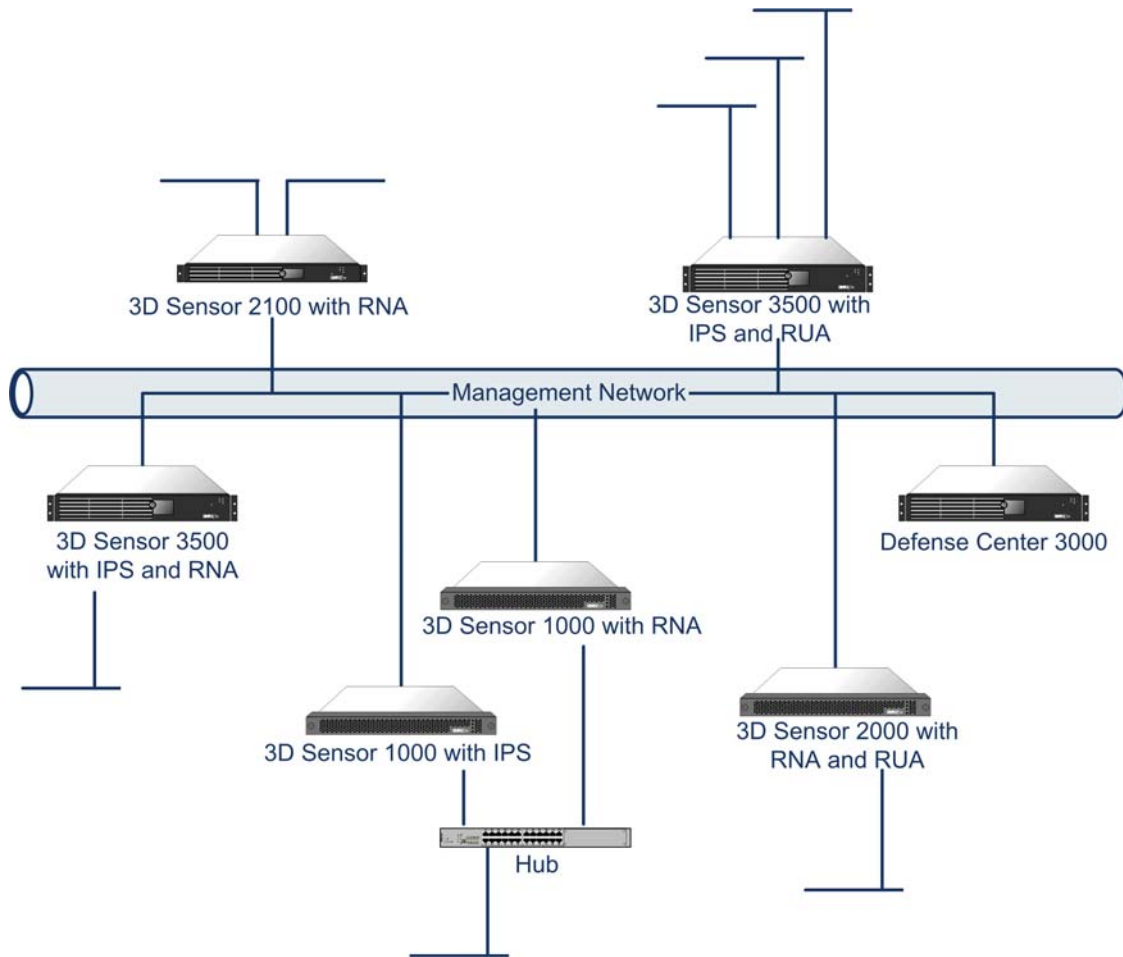 3D Sensor 2100 with RNA
3D Sensor 3500 with
IPS and RUA
Management Network
3D Sensor 3500
with IPS and RNA
Defense Center 3000
3D Sensor 1000 with RNA
3D Sensor 1000 with IPS
3D Sensor 2000 with
RNA and RUA
Hub